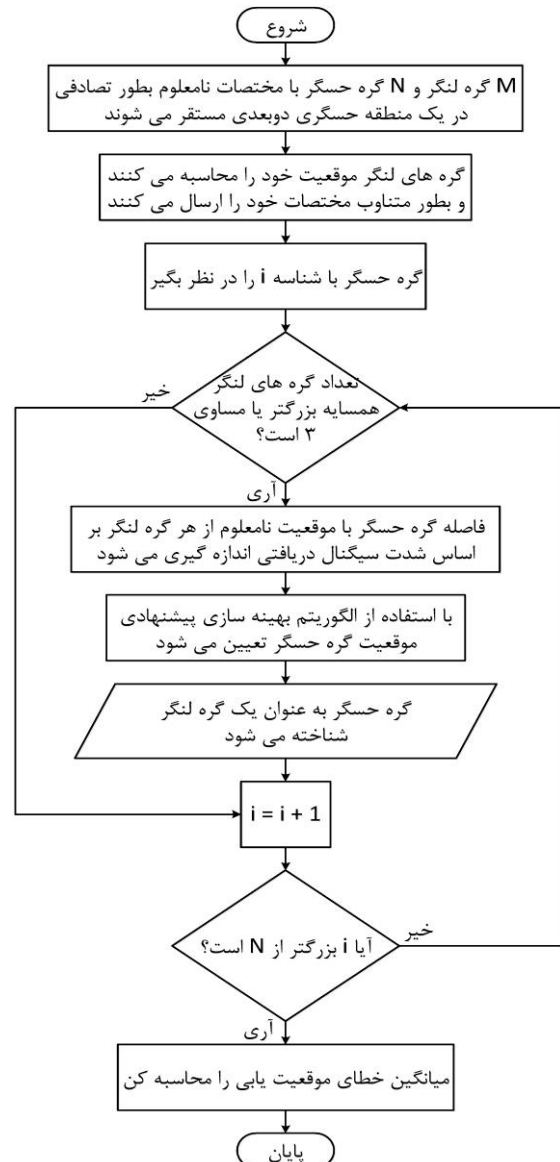 شروع
M گره لنگر و N گره حسگر با مختصات نامعلوم بطور تصادفی
در یک منطقه حسگری دوبعدی مستقر می شوند
گره های لنگر موقعیت خود را محاسبه می کنند
و بطور متناوب مختصات خود را ارسال می کنند
گره حسگر با شناسه i را در نظر بگیر
تعداد گره های لنگر
همسایه بزرگتر یا مساوی
۳ است؟
خیر
آری
فاصله گره حسگر با موقعیت نامعلوم از هر گره لنگر بر
اساس شدت سیگنال دریافتی اندازه گیری می شود
با استفاده از الگوریتم بهینه سازی پیشنهادی
موقعیت گره حسگر تعیین می شود
گره حسگر به عنوان یک گره لنگر
شناخته می شود
i = i + 1
آیا i بزرگتر از N است؟
خیر
آری
میانگین خطای موقعیت یابی را محاسبه کن
پایان